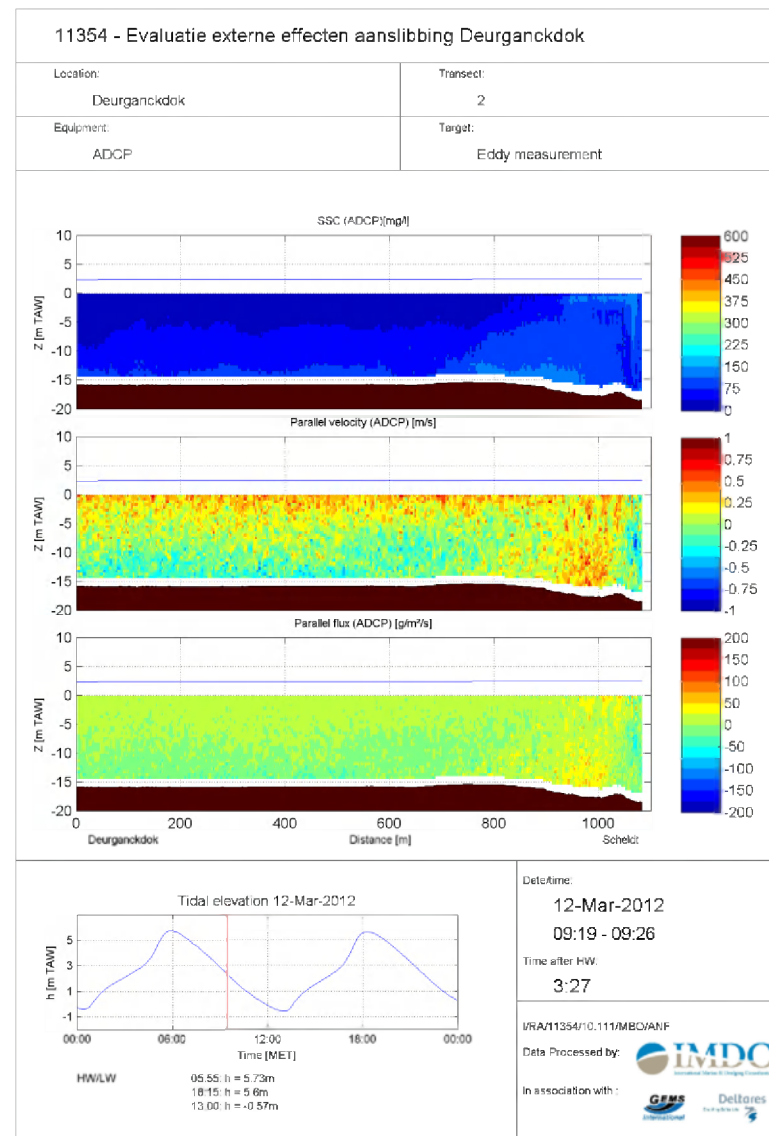 11354 - Evaluatie externe effecten aanslibbing Deurganckdok
Location:
Transect:
Deurganckdok
2
Equipment:
Target:
ADCP
Eddy measurement
SSC (ADCP)[mg/l]
10
5
0
-5
-10
-15
-20
Z [m TAW]
600
525
450
375
300
225
150
75
0
Parallel velocity (ADCP) [m/s]
10
5
0
-5
-10
-15
-20
Z [m TAW]
1
0.75
0.5
0.25
0
-0.25
-0.5
-0.75
-1
Parallel flux (ADCP) [g/m²/s]
10
5
0
-5
-10
-15
-20
Z [m TAW]
200
150
100
50
0
-50
-100
-150
-200
0 200 400 600 800 1000
Deurganckdok Distance [m] Scheldt
Tidal elevation 12-Mar-2012
5
3
1
-1
h [m TAW]
00:00 06:00 12:00 18:00 00:00
Time [MET]
HW/LW
05:55: h = 5.73m
18:15: h = 5.6m
13:00: h = -0.57m
Date/time:
12-Mar-2012
09:19 - 09:26
Time after HW:
3:27
I/RA/11354/10.111/MBO/ANF
Data Processed by:
IMDC
In association with :
GEMS
Deltares